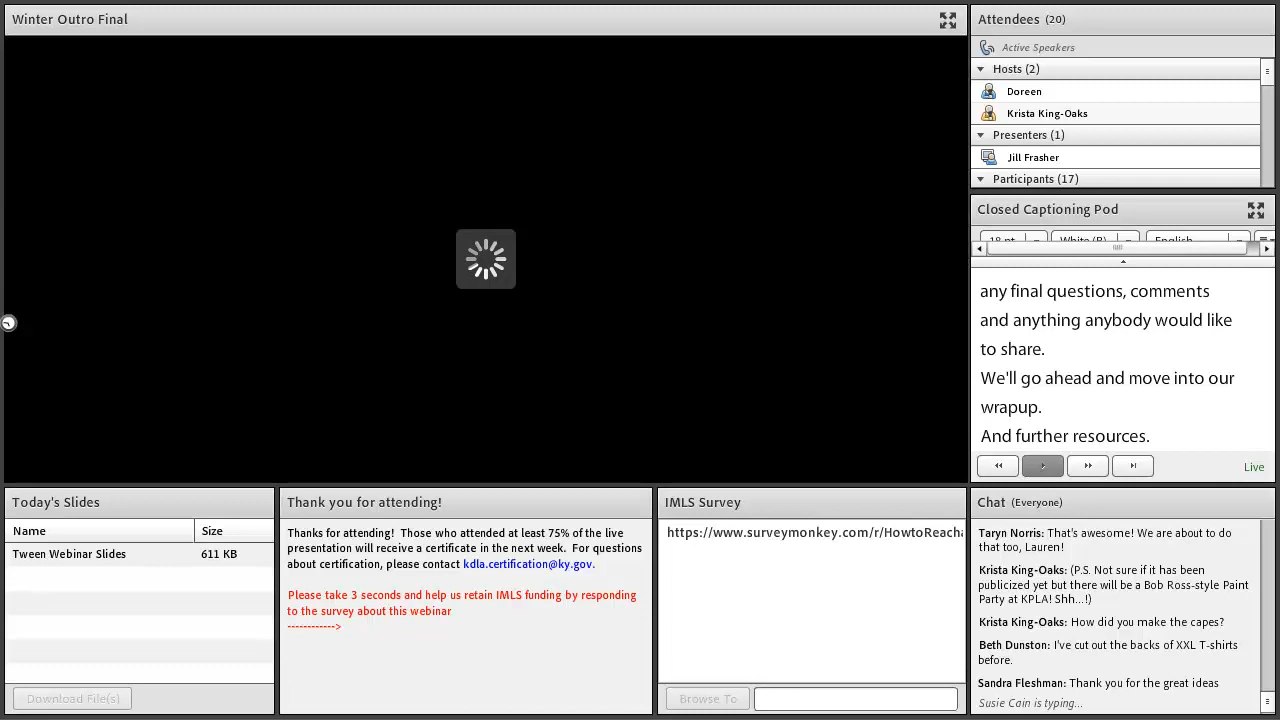 Winter Outro Final
Attendees (20)
Active Speakers
Hosts (2)
Doreen
Krista King-Oaks
Presenters (1)
Jill Frasher
Participants (17)
Closed Captioning Pod
18 pt
White (B)
English
any final questions, comments
and anything anybody would like
to share.
We'll go ahead and move into our
wrapup.
And further resources.
Live
Today's Slides
Name Size
Tween Webinar Slides 611 KB
Download File(s)
Thank you for attending!
Thanks for attending! Those who attended at least 75% of the live
presentation will receive a certificate in the next week. For questions
about certification, please contact kdla.certification@ky.gov.
Please take 3 seconds and help us retain IMLS funding by responding
to the survey about this webinar
------------>
IMLS Survey
https://www.surveymonkey.com/r/HowtoReach
Browse To
Chat (Everyone)
Taryn Norris: That's awesome! We are about to
do that too, Lauren!
Krista King-Oaks: (P.S. Not sure if it has been
publicized yet but there will be a Bob Ross-style Paint
Party at KPLA! Shh...!)
Krista King-Oaks: How did you make the capes?
Beth Dunston: I've cut out the backs of XXL T-shirts
before.
Sandra Fleshman: Thank you for the great ideas
Susie Cain is typing...